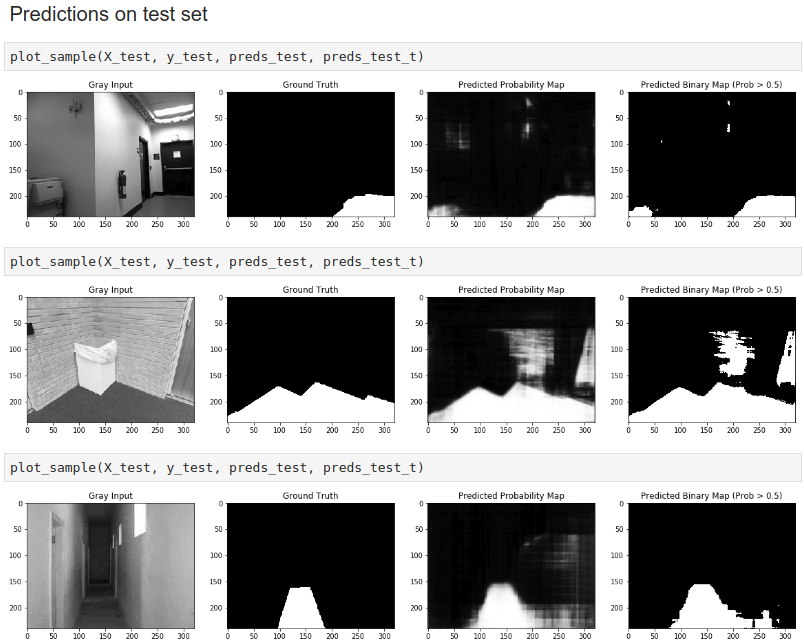 Predictions on test set
plot_sample(X_test, y_test, preds_test, preds_test_t)
Gray Input Ground Truth Predicted Probability Map Predicted Binary Map (Prob > 0.5)
0 0 0 0
50 50 50 50
100 100 100 100
150 150 150 150
200 200 200 200
0 50 100 150 200 250 300 0 50 100 150 200 250 300 0 50 100 150 200 250 300 0 50 100 150 200 250 300
plot_sample(X_test, y_test, preds_test, preds_test_t)
Gray Input Ground Truth Predicted Probability Map Predicted Binary Map (Prob > 0.5)
0 0 0 0
50 50 50 50
100 100 100 100
150 150 150 150
200 200 200 200
0 50 100 150 200 250 300 0 50 100 150 200 250 300 0 50 100 150 200 250 300 0 50 100 150 200 250 300
plot_sample(X_test, y_test, preds_test, preds_test_t)
Gray Input Ground Truth Predicted Probability Map Predicted Binary Map (Prob > 0.5)
0 0 0 0
50 50 50 50
100 100 100 100
150 150 150 150
200 200 200 200
0 50 100 150 200 250 300 0 50 100 150 200 250 300 0 50 100 150 200 250 300 0 50 100 150 200 250 300